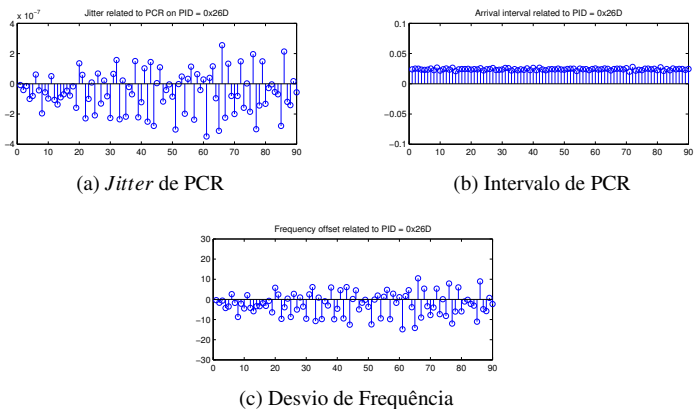 Jitter related to PCR on PID = 0x26D
x 10^-7
4
2
0
−2
−4
0 10 20 30 40 50 60 70 80 90
(a) Jitter de PCR
Arrival interval related to PID = 0x26D
0.1
0.05
0
−0.05
−0.1
0 10 20 30 40 50 60 70 80 90
(b) Intervalo de PCR
Frequency offset related to PID = 0x26D
30
20
10
0
−10
−20
−30
0 10 20 30 40 50 60 70 80 90
(c) Desvio de Frequência